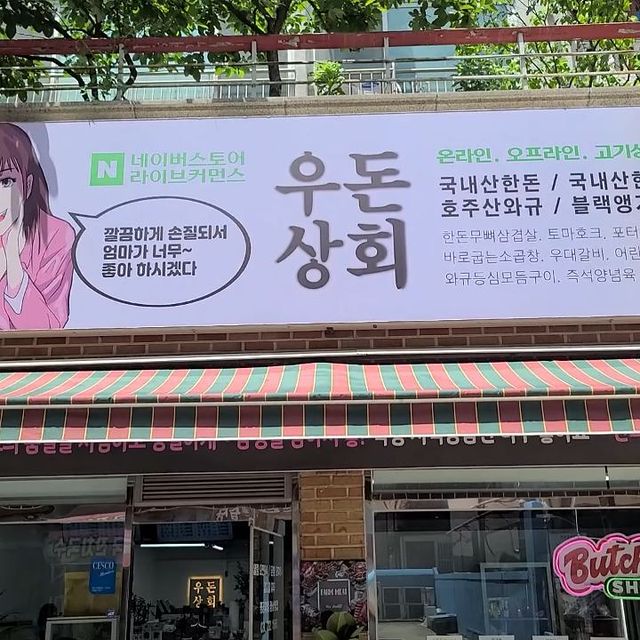 N 네이버스토어
라이브커먼스
깔끔하게 손질되서
엄마가 너무~
좋아 하시겠다
우돈
상회
온라인. 오프라인. 고기상
국내산한돈 / 국내산한
호주산와규 / 블랙앵거
한돈무뼈삼겹살. 토마호크. 포터
바로굽는소곱창. 우대갈비. 어린
와규등심모듬구이. 즉석양념육
CESCO
우돈
상회
FARM MEAT
Butch
SH